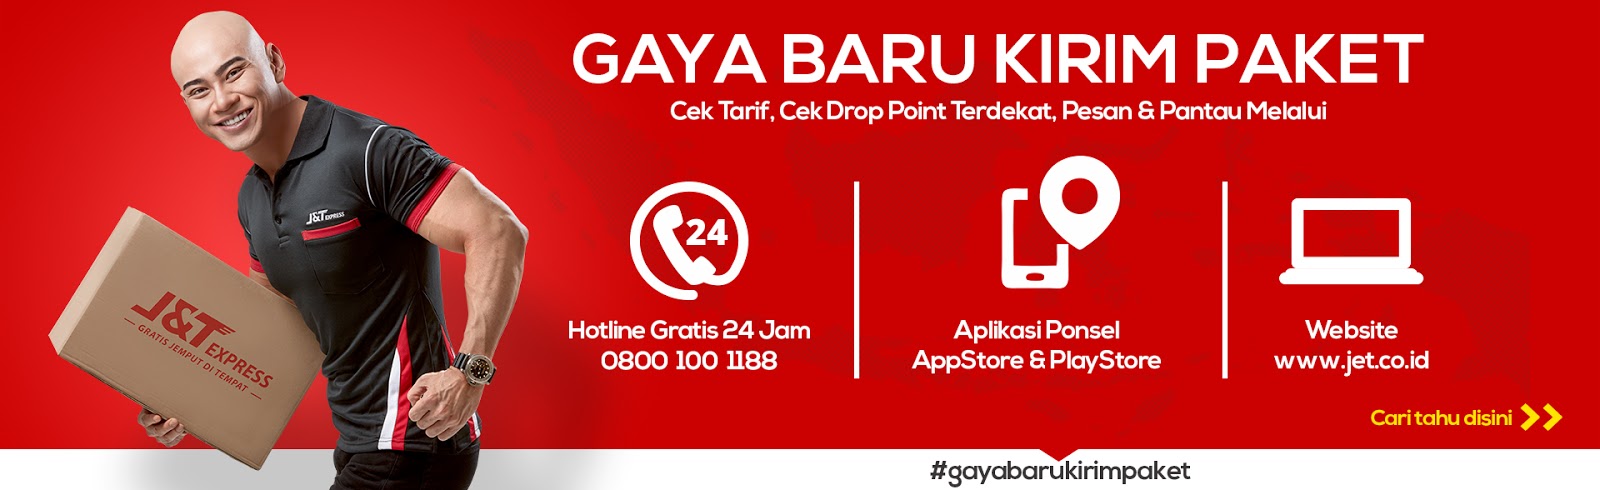 GAYA BARU KIRIM PAKET
Cek Tarif, Cek Drop Point Terdekat, Pesan & Pantau Melalui
J&T EXPRESS
J&T EXPRESS
GRATIS JEMPUT DI TEMPAT
24
Hotline Gratis 24 Jam
0800 100 1188
Aplikasi Ponsel
AppStore & PlayStore
Website
www.jet.co.id
Cari tahu disini
#gayabarukirimpaket